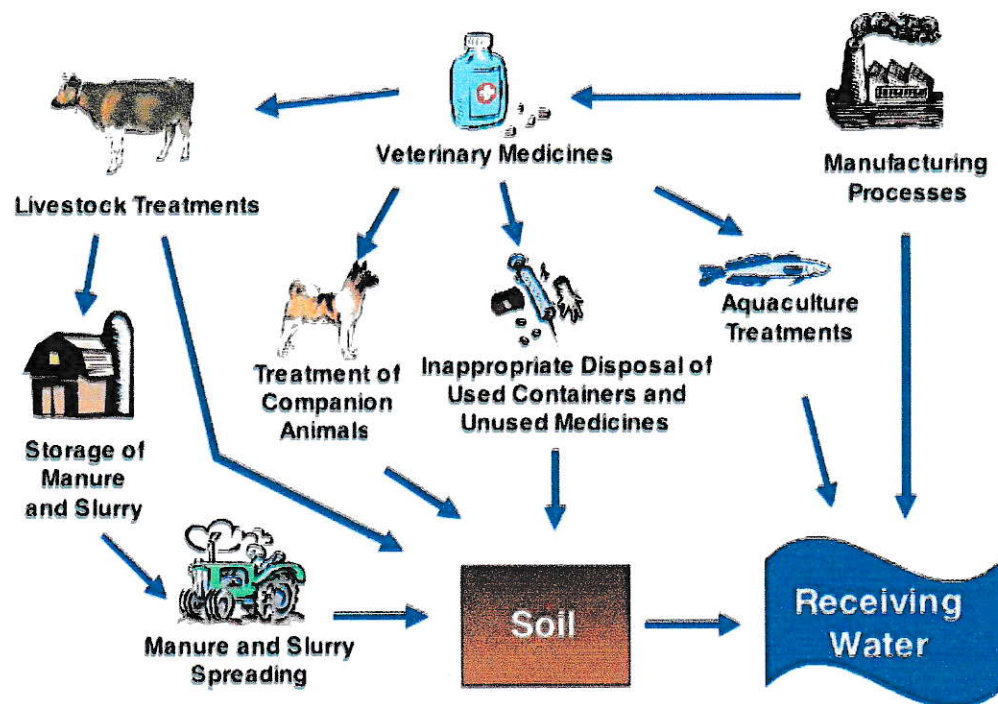 Veterinary Medicines
Manufacturing
Processes
Livestock Treatments
Aquaculture
Treatments
Treatment of
Companion
Animals
Inappropriate Disposal of
Used Containers and
Unused Medicines
Storage of
Manure
and Slurry
Manure and Slurry
Spreading
Soil
Receiving
Water